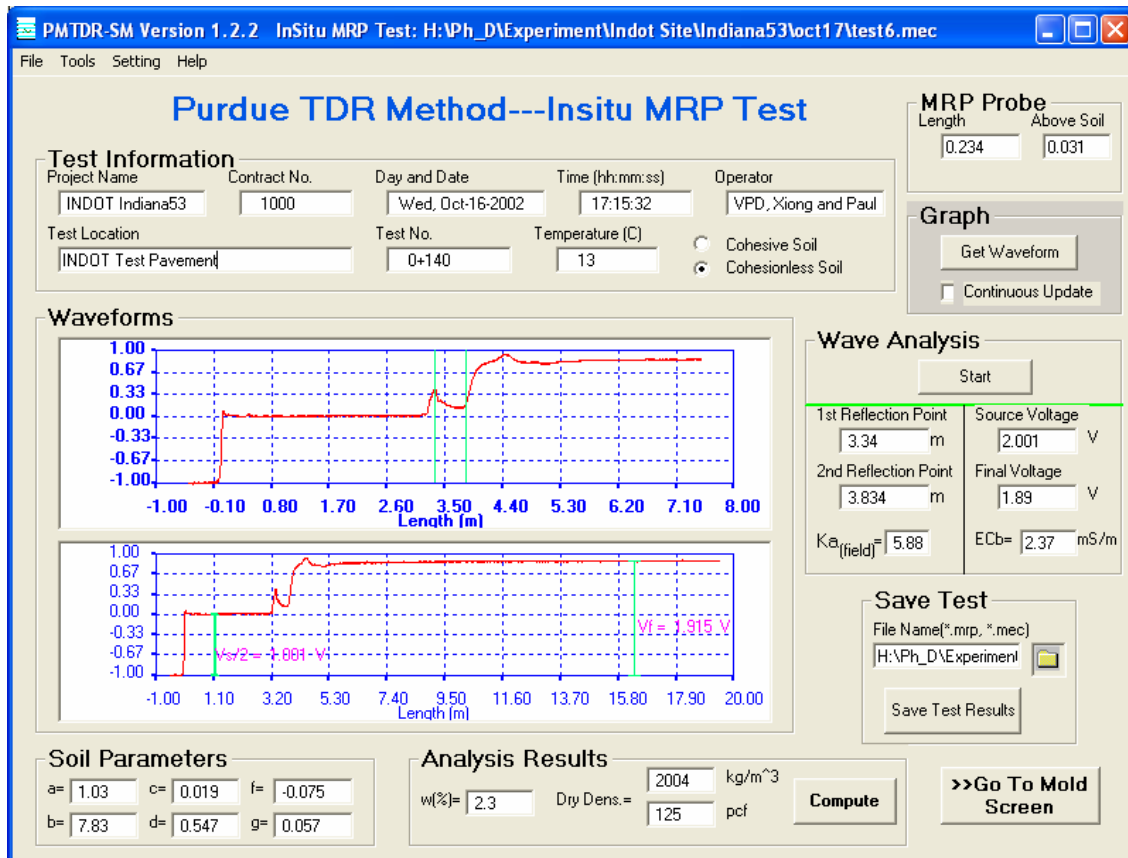 PMTDR-SM Version 1.2.2 InSitu MRP Test: H:\Ph_D\Experiment\Indot Site\Indiana53\oct17\test6.mec
File Tools Setting Help
Purdue TDR Method---Insitu MRP Test
MRP Probe
Length Above Soil
0.234 0.031
Test Information
Project Name Contract No. Day and Date Time (hh:mm:ss) Operator
INDOT Indiana53 1000 Wed, Oct-16-2002 17:15:32 VPD, Xiong and Paul
Test Location Test No. Temperature (C)
INDOT Test Pavement 0+140 13
Cohesive Soil
Cohesionless Soil
Graph
Get Waveform
Continuous Update
Waveforms
1.00
0.67
0.33
0.00
-0.33
-0.67
-1.00
-1.00 -0.10 0.80 1.70 2.60 3.50 4.40 5.30 6.20 7.10 8.00
Length (m)
1.00
0.67
0.33
0.00
-0.33
-0.67
-1.00
Vs/2 = 1.001 V
Vf = 1.915 V
-1.00 1.10 3.20 5.30 7.40 9.50 11.60 13.70 15.80 17.90 20.00
Length (m)
Wave Analysis
Start
1st Reflection Point Source Voltage
3.34 m 2.001 V
2nd Reflection Point Final Voltage
3.834 m 1.89 V
Ka(field)= 5.88 ECb= 2.37 mS/m
Save Test
File Name(*.mrp, *.mec)
H:\Ph_D\Experiment
Save Test Results
Soil Parameters
a= 1.03 c= 0.019 f= -0.075
b= 7.83 d= 0.547 g= 0.057
Analysis Results
w(%)= 2.3 Dry Dens.= 2004 kg/m^3
125 pcf
Compute
>>Go To Mold
Screen